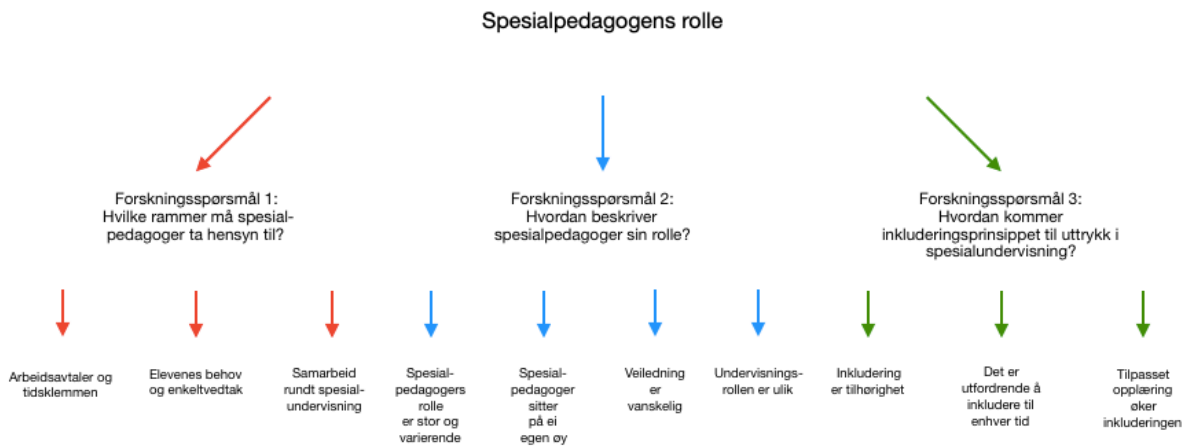 Spesialpedagogens rolle
Forskningsspørsmål 1:
Hvilke rammer må spesial-
pedagoger ta hensyn til?
Forskningsspørsmål 2:
Hvordan beskriver
spesialpedagoger sin rolle?
Forskningsspørsmål 3:
Hvordan kommer
inkluderingsprinsippet til uttrykk i
spesialundervisning?
Arbeidsavtaler og
tidsklemmen
Elevenes behov
og enkeltvedtak
Samarbeid
rundt spesial-
undervisning
Spesial-
pedagogers
rolle
er stor og
varierende
Spesial-
pedagoger
sitter
på ei
egen øy
Veiledning
er
vanskelig
Undervisnings-
rollen er ulik
Inkludering
er tilhørighet
Det er
utfordrende å
inkludere til
enhver tid
Tilpasset
opplæring
øker
inkluderingen